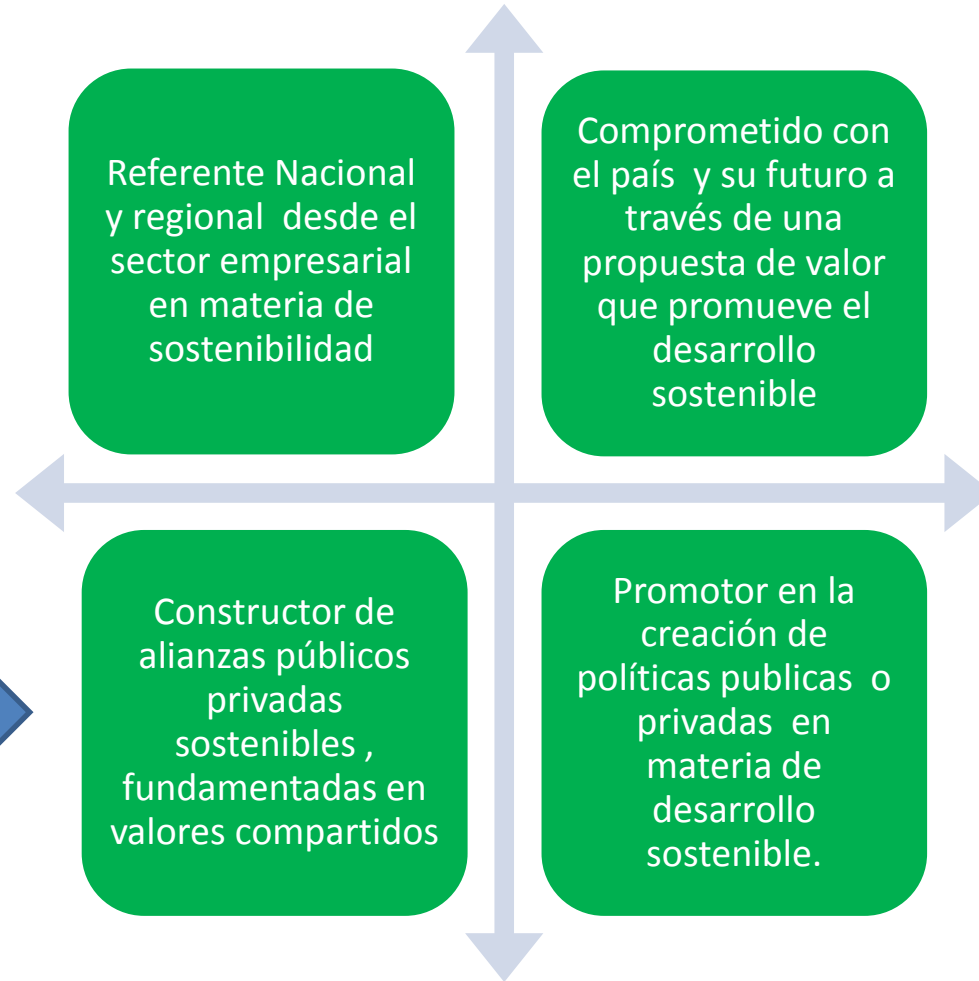 Referente Nacional
y regional desde el
sector empresarial
en materia de
sostenibilidad
Comprometido con
el país y su futuro a
través de una
propuesta de valor
que promueve el
desarrollo
sostenible
Constructor de
alianzas públicos
privadas
sostenibles ,
fundamentadas en
valores compartidos
Promotor en la
creación de
políticas publicas o
privadas en
materia de
desarrollo
sostenible.